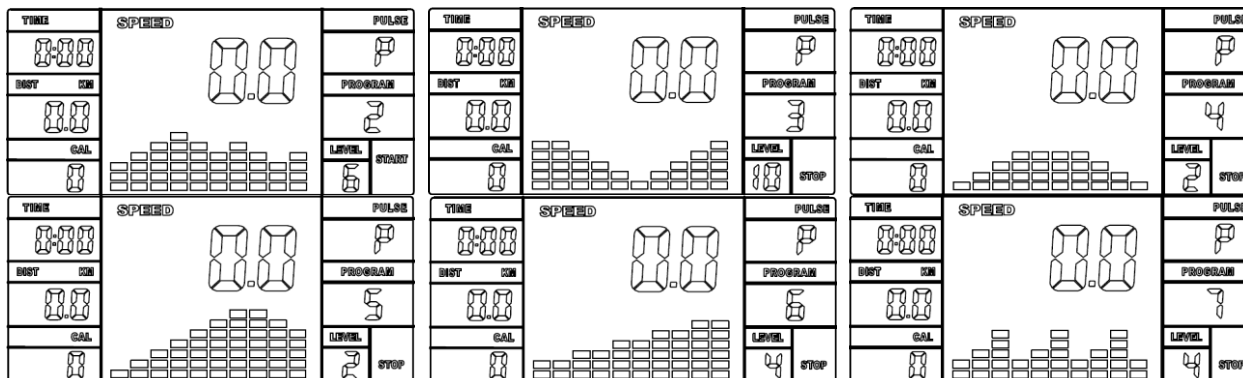 TIME SPEED PULSE
0:00 0.0 P
DIST KM PROGRAM
0.0 2
CAL LEVEL START
0 6
TIME SPEED PULSE
0:00 0.0 P
DIST KM PROGRAM
0.0 3
CAL LEVEL
0 10 STOP
TIME SPEED PULSE
0:00 0.0 P
DIST KM PROGRAM
0.0 4
CAL LEVEL
0 2 STOP
TIME SPEED PULSE
0:00 0.0 P
DIST KM PROGRAM
0.0 5
CAL LEVEL
0 2 STOP
TIME SPEED PULSE
0:00 0.0 P
DIST KM PROGRAM
0.0 6
CAL LEVEL
0 4 STOP
TIME SPEED PULSE
0:00 0.0 P
DIST KM PROGRAM
0.0 7
CAL LEVEL
0 4 STOP